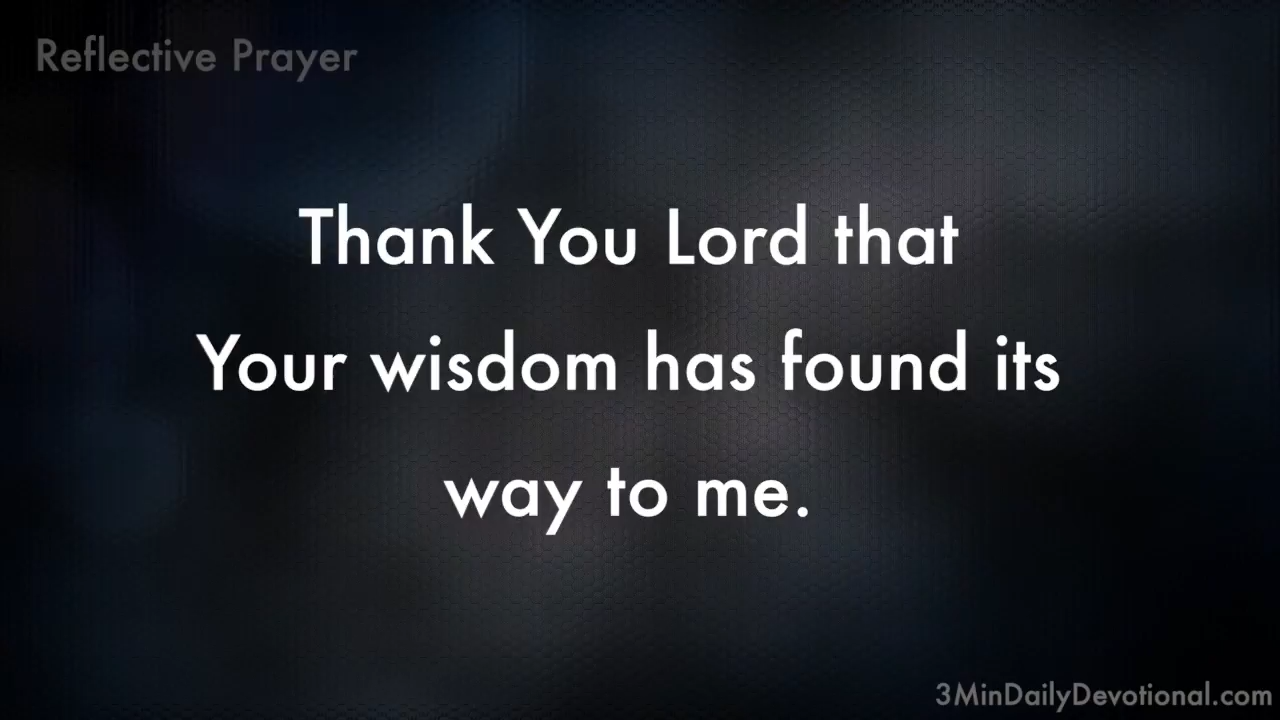 Reflective Prayer
Thank You Lord that
Your wisdom has found its
way to me.
3MinDailyDevotional.com